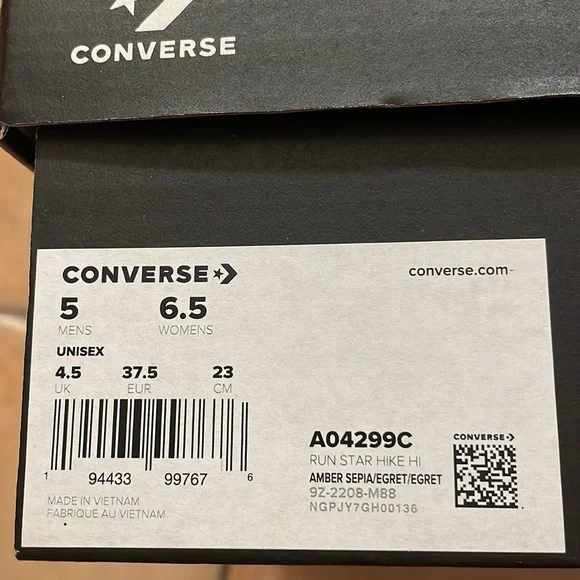 CONVERSE
CONVERSE
converse.com
5 6.5
MENS WOMENS
UNISEX
4.5 37.5 23
UK EUR CM
1 94433 99767 6
MADE IN VIETNAM
FABRIQUE AU VIETNAM
A04299C
RUN STAR HIKE HI
AMBER SEPIA/EGRET/EGRET
9Z-2208-M88
NGPJY7GH00136
CONVERSE